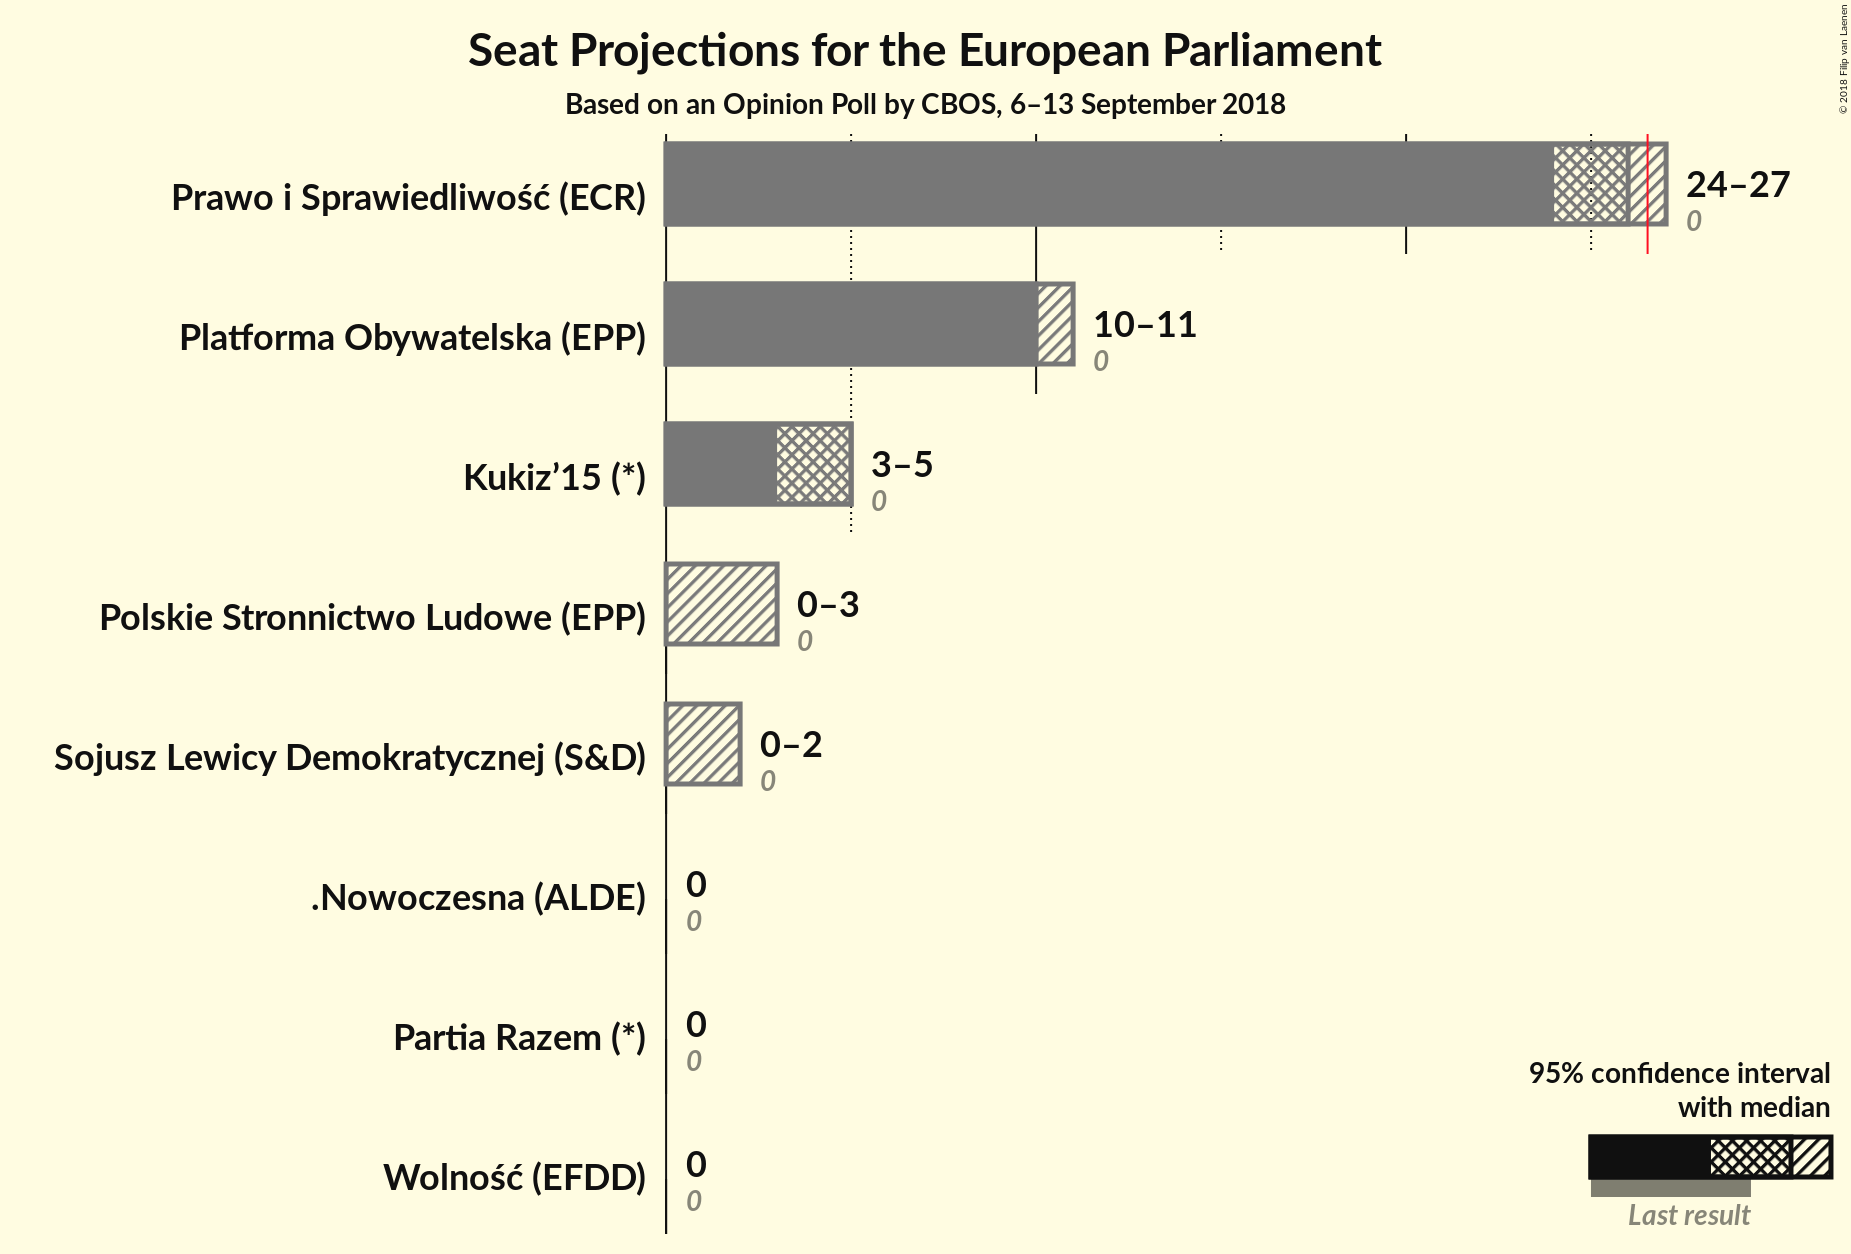 Seat Projections for the European Parliament
Based on an Opinion Poll by CBOS, 6–13 September 2018
© 2018 Filip van Laenen
Prawo i Sprawiedliwość (ECR)
24–27
0
Platforma Obywatelska (EPP)
10–11
0
Kukiz’15 (*)
3–5
0
Polskie Stronnictwo Ludowe (EPP)
0–3
0
Sojusz Lewicy Demokratycznej (S&D)
0–2
0
.Nowoczesna (ALDE)
0
0
Partia Razem (*)
0
0
Wolność (EFDD)
0
0
95% confidence interval
with median
Last result